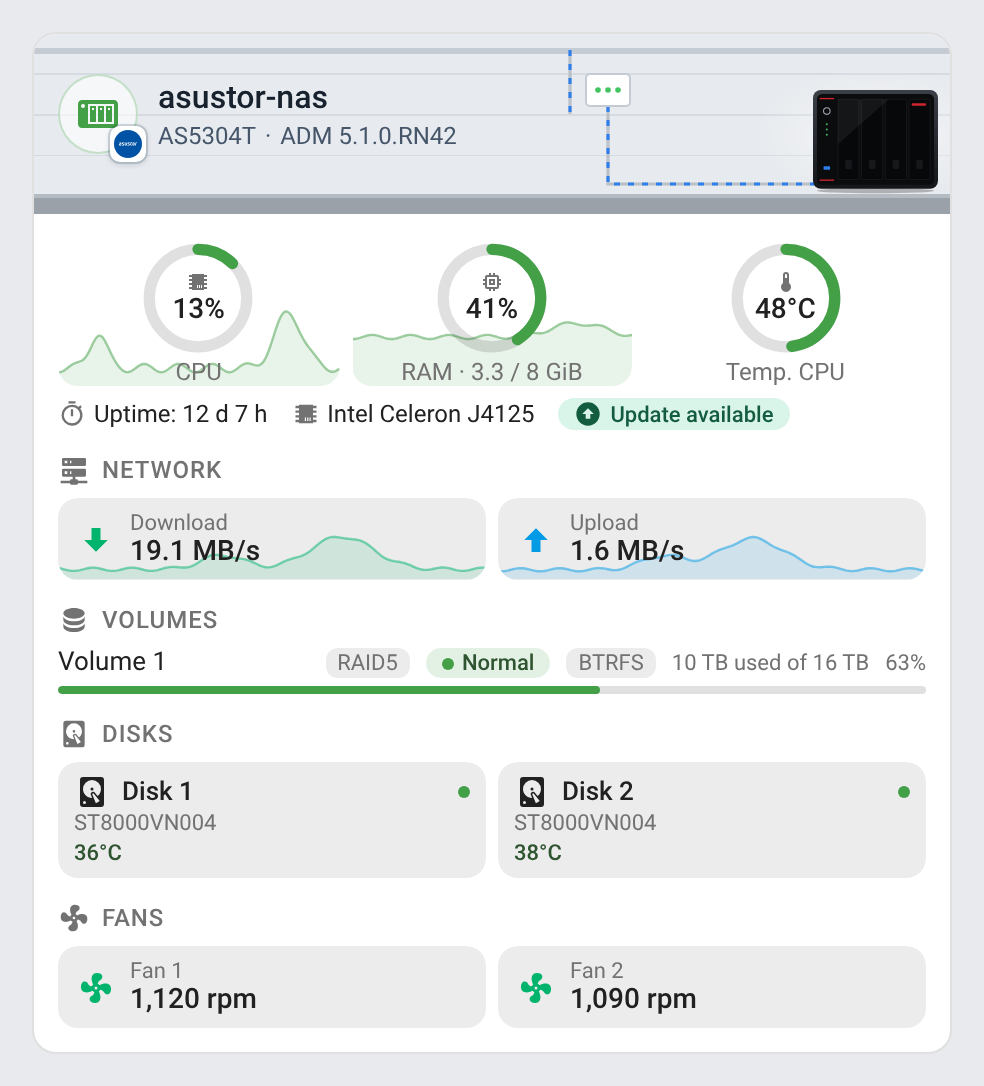 asustor-nas
AS5304T · ADM 5.1.0.RN42
asustor
13%
CPU
41%
RAM · 3.3 / 8 GiB
48°C
Temp. CPU
Uptime: 12 d 7 h
Intel Celeron J4125
Update available
NETWORK
Download
19.1 MB/s
Upload
1.6 MB/s
VOLUMES
Volume 1 RAID5 Normal BTRFS 10 TB used of 16 TB 63%
DISKS
Disk 1
ST8000VN004
36°C
Disk 2
ST8000VN004
38°C
FANS
Fan 1
1,120 rpm
Fan 2
1,090 rpm